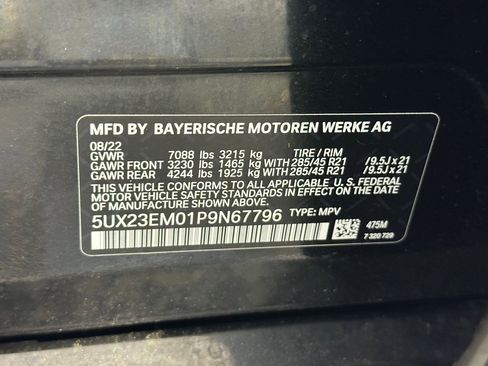 MFD BY BAYERISCHE MOTOREN WERKE AG
08/22
GVWR 7088 lbs 3215 kg TIRE / RIM
GAWR FRONT 3230 lbs 1465 kg WITH 285/45 R21 /9.5J x 21
GAWR REAR 4244 lbs 1925 kg WITH 285/45 R21 /9.5J x 21
THIS VEHICLE CONFORMS TO ALL APPLICABLE U. S. FEDERAL
MOTOR VEHICLE SAFETY STANDARDS IN EFFECT ON THE
DATE OF MANUFACTURE SHOWN ABOVE.
5UX23EM01P9N67796 TYPE: MPV
475M
7 320 729